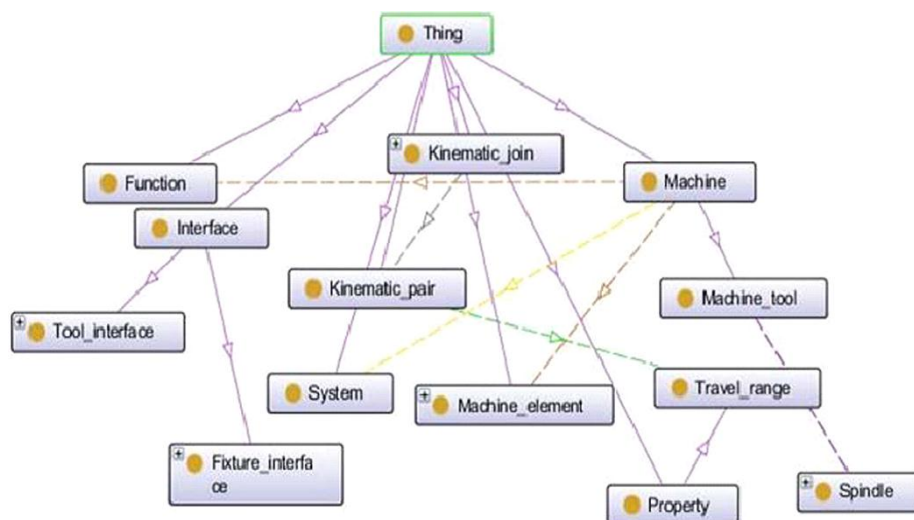 Thing
Kinematic_join
Function
Machine
Interface
Kinematic_pair
Machine_tool
Tool_interface
System
Machine_element
Travel_range
Fixture_interfa
ce
Property
Spindle